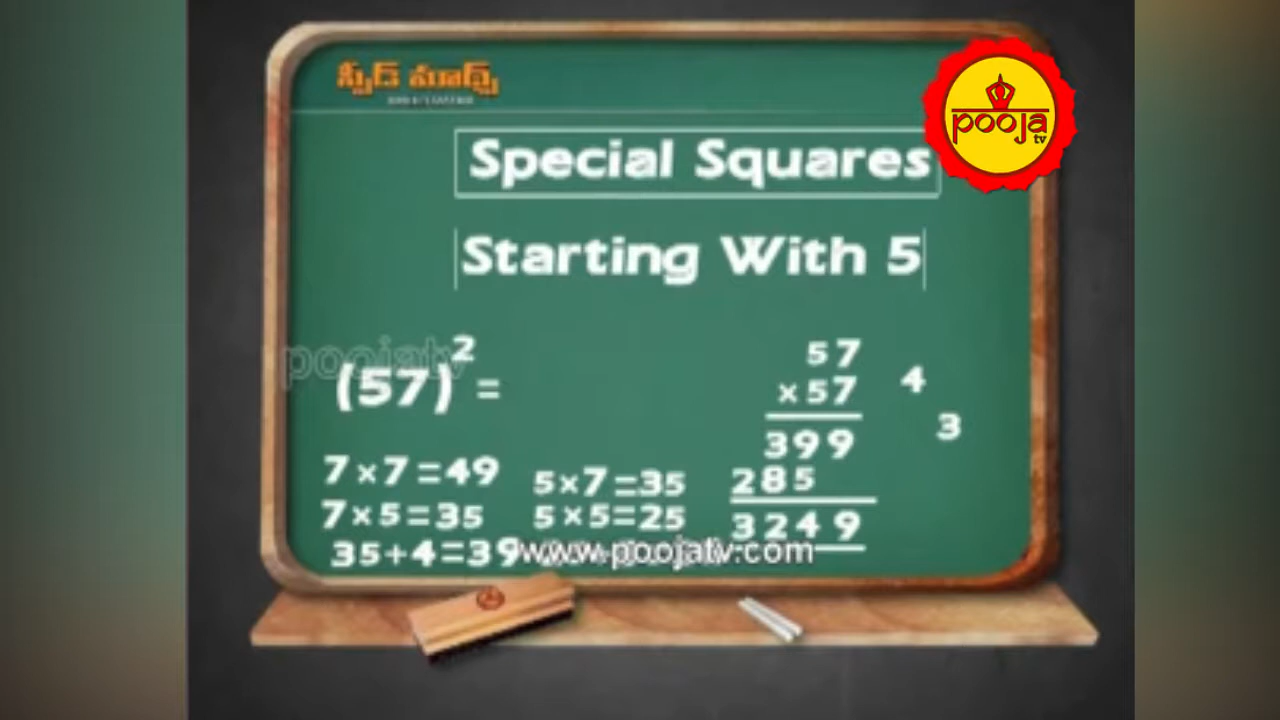 స్పీడ్ మాథ్స్
pooja
tv
Special Squares
Starting With 5
poojatv
(57)² =
57
×57
399
285
3249
4
3
7×7=49
7×5=35
35+4=39
5×7=35
5×5=25
www.poojatv.com